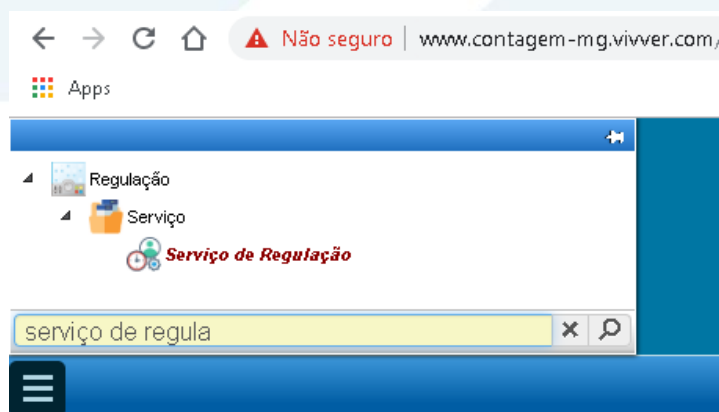 Não seguro | www.contagem-mg.vivver.com/
Apps
Regulação
Serviço
Serviço de Regulação
serviço de regula